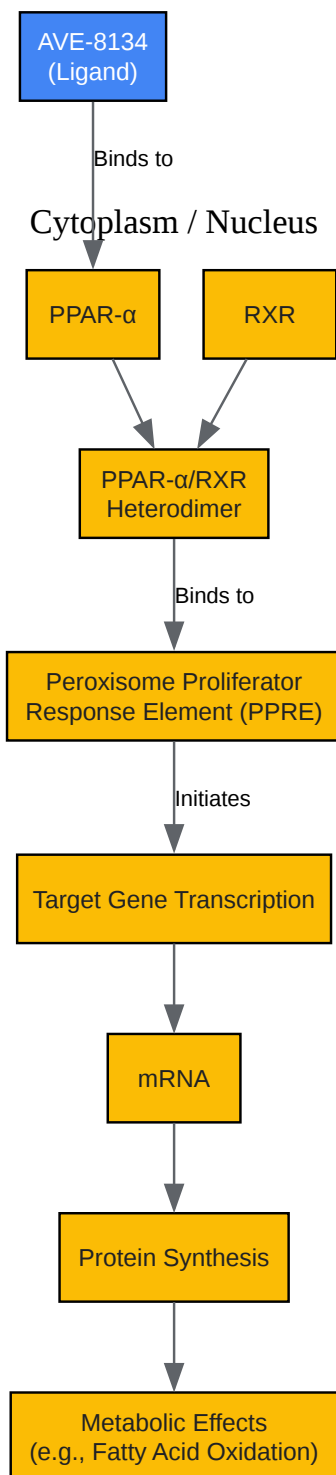 AVE-8134
(Ligand)
Binds to
Cytoplasm / Nucleus
PPAR-α
RXR
PPAR-α/RXR
Heterodimer
Binds to
Peroxisome Proliferator
Response Element (PPRE)
Initiates
Target Gene Transcription
mRNA
Protein Synthesis
Metabolic Effects
(e.g., Fatty Acid Oxidation)